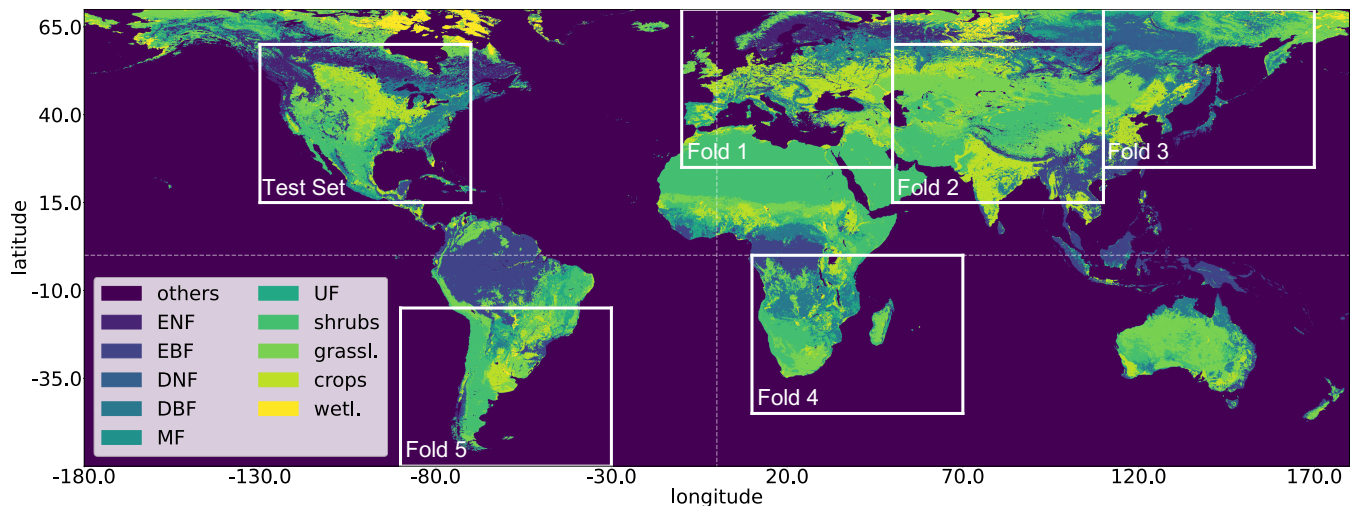 65.0
40.0
15.0
-10.0
-35.0
latitude
Test Set
Fold 1
Fold 2
Fold 3
Fold 4
Fold 5
others
ENF
EBF
DNF
DBF
MF
UF
shrubs
grassl.
crops
wetl.
-180.0 -130.0 -80.0 -30.0 20.0 70.0 120.0 170.0
longitude